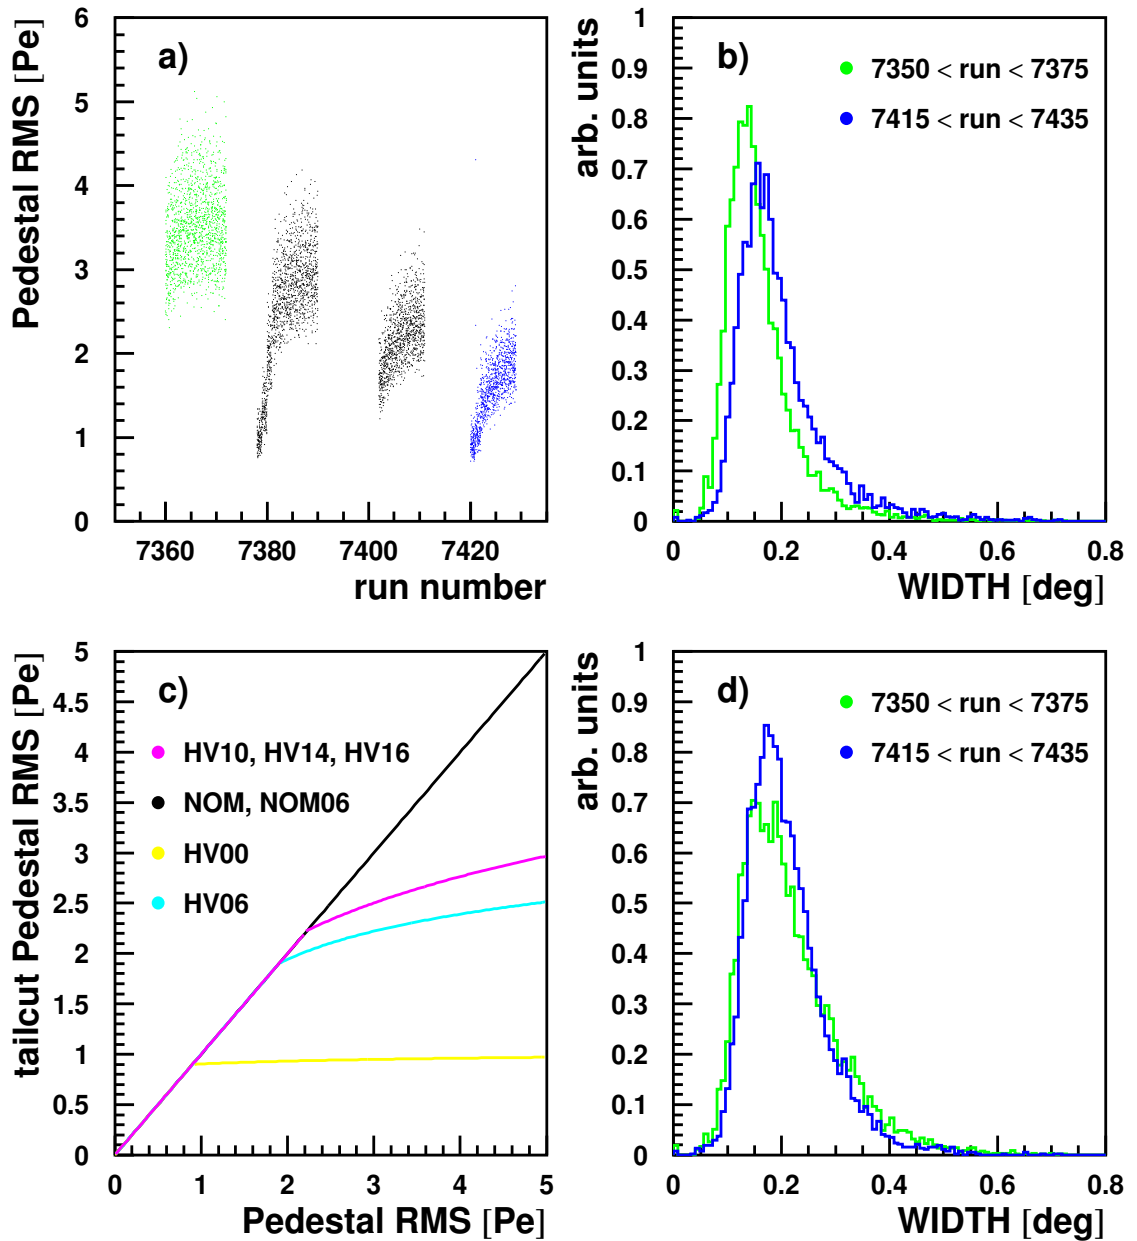 a)
Pedestal RMS [Pe]
6
5
4
3
2
1
0
7360 7380 7400 7420
run number
b)
arb. units
7350 < run < 7375
7415 < run < 7435
1
0.9
0.8
0.7
0.6
0.5
0.4
0.3
0.2
0.1
0
0 0.2 0.4 0.6 0.8
WIDTH [deg]
c)
tailcut Pedestal RMS [Pe]
HV10, HV14, HV16
NOM, NOM06
HV00
HV06
5
4.5
4
3.5
3
2.5
2
1.5
1
0.5
0
0 1 2 3 4 5
Pedestal RMS [Pe]
d)
arb. units
7350 < run < 7375
7415 < run < 7435
1
0.9
0.8
0.7
0.6
0.5
0.4
0.3
0.2
0.1
0
0 0.2 0.4 0.6 0.8
WIDTH [deg]